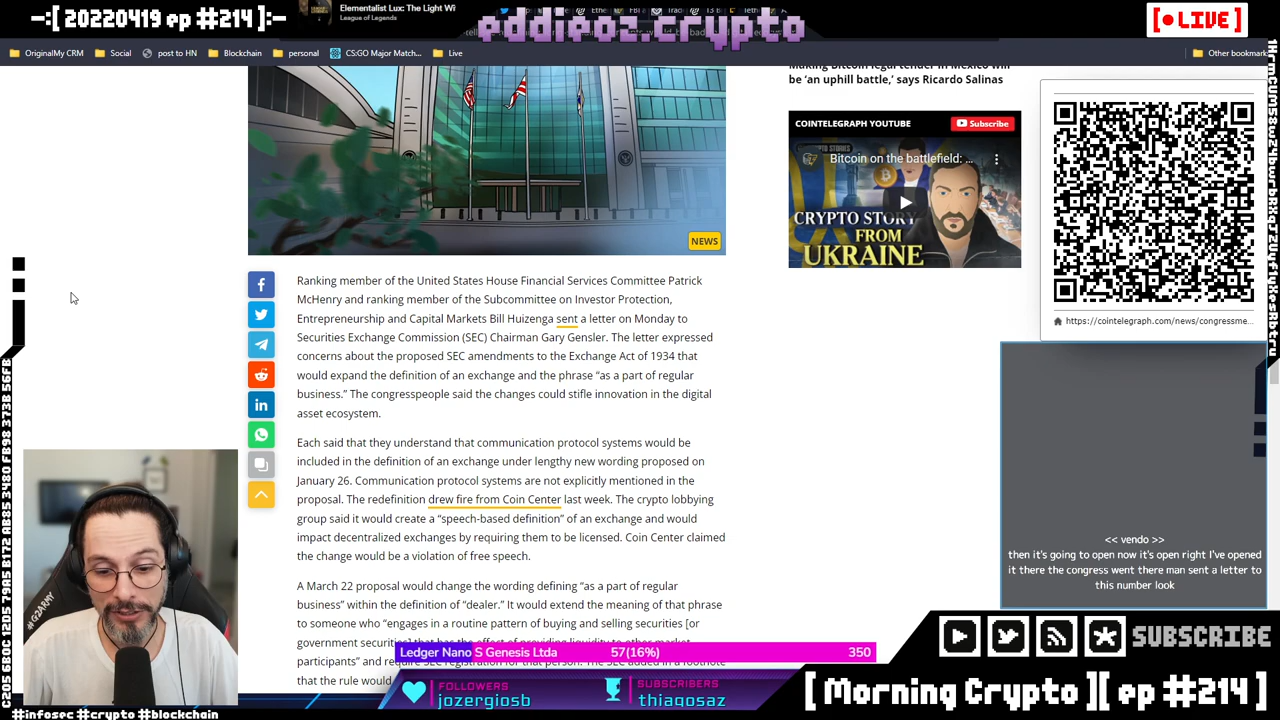 -:[ 20220419 ep #214 ]:-
Elementalist Lux: The Light Wi
League of Legends
eddieoz.crypto
[ LIVE ]
OriginalMy CRM
Social
post to HN
Blockchain
personal
CS:GO Major Match...
Live
Other bookmark
be ‘an uphill battle,’ says Ricardo Salinas
COINTELEGRAPH YOUTUBE
Subscribe
Bitcoin on the battlefield: ...
CRYPTO STORY
FROM
UKRAINE
NEWS
https://cointelegraph.com/news/congressme...
Ranking member of the United States House Financial Services Committee Patrick
McHenry and ranking member of the Subcommittee on Investor Protection,
Entrepreneurship and Capital Markets Bill Huizenga sent a letter on Monday to
Securities Exchange Commission (SEC) Chairman Gary Gensler. The letter expressed
concerns about the proposed SEC amendments to the Exchange Act of 1934 that
would expand the definition of an exchange and the phrase “as a part of regular
business.” The congresspeople said the changes could stifle innovation in the digital
asset ecosystem.
Each said that they understand that communication protocol systems would be
included in the definition of an exchange under lengthy new wording proposed on
January 26. Communication protocol systems are not explicitly mentioned in the
proposal. The redefinition drew fire from Coin Center last week. The crypto lobbying
group said it would create a “speech-based definition” of an exchange and would
impact decentralized exchanges by requiring them to be licensed. Coin Center claimed
the change would be a violation of free speech.
A March 22 proposal would change the wording defining “as a part of regular
business” within the definition of “dealer.” It would extend the meaning of that phrase
to someone who “engages in a routine pattern of buying and selling securities [or
participants” and
that the rule would
<< vendo >>
then it's going to open now it's open right I've opened
it there the congress went there man sent a letter to
this number look
Ledger Nano S Genesis Ltda
57(16%)
350
FOLLOWERS
jozergiosb
SUBSCRIBERS
thiagosaz
SUBSCRIBE
[ Morning Crypto ][ ep #214 ]
#infosec #crypto #blockchain